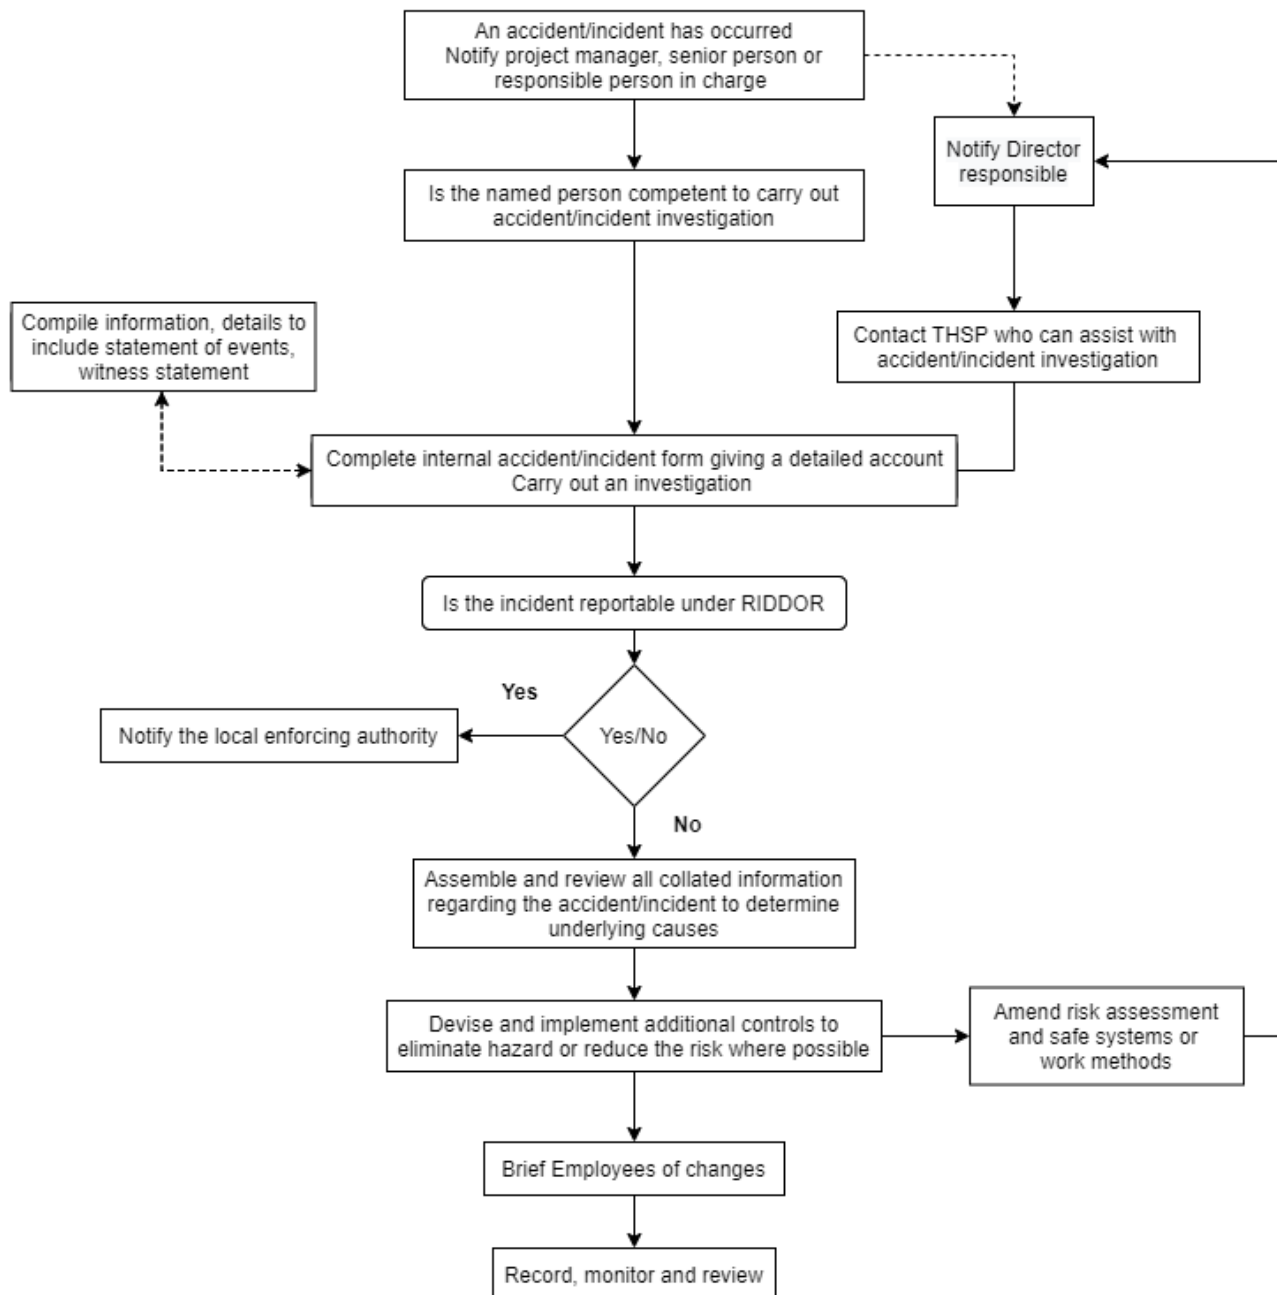 An accident/incident has occurred
Notify project manager, senior person or
responsible person in charge
Notify Director
responsible
Is the named person competent to carry out
accident/incident investigation
Compile information, details to
include statement of events,
witness statement
Contact THSP who can assist with
accident/incident investigation
Complete internal accident/incident form giving a detailed account
Carry out an investigation
Is the incident reportable under RIDDOR
Yes
Notify the local enforcing authority
Yes/No
No
Assemble and review all collated information
regarding the accident/incident to determine
underlying causes
Devise and implement additional controls to
eliminate hazard or reduce the risk where possible
Amend risk assessment
and safe systems or
work methods
Brief Employees of changes
Record, monitor and review